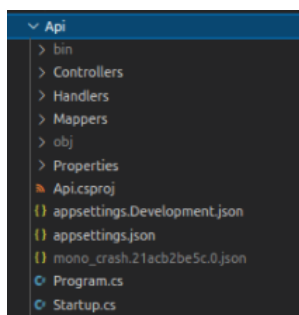 Api
bin
Controllers
Handlers
Mappers
obj
Properties
Api.csproj
{} appsettings.Development.json
{} appsettings.json
{} mono_crash.21acb2be5c.0.json
C# Program.cs
C# Startup.cs